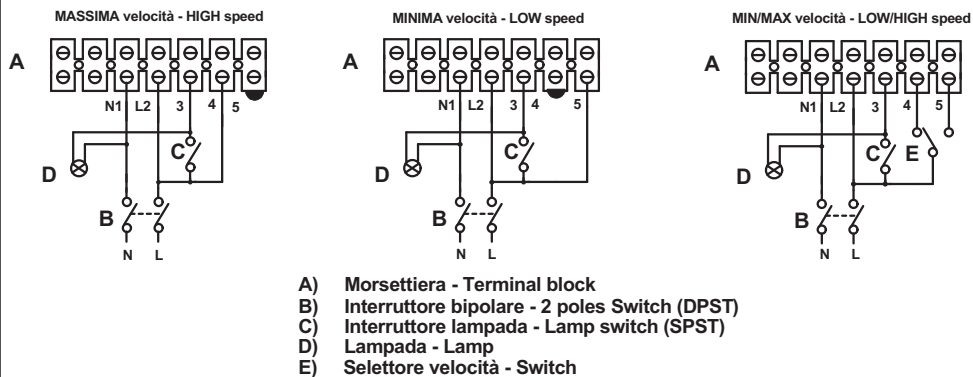 MASSIMA velocità - HIGH speed
A
N1 L2 3 4 5
C
D
B
N L
MINIMA velocità - LOW speed
A
N1 L2 3 4 5
C
D
B
N L
MIN/MAX velocità - LOW/HIGH speed
A
N1 L2 3 4 5
C E
D
B
N L
A) Morsettiera - Terminal block
B) Interruttore bipolare - 2 poles Switch (DPST)
C) Interruttore lampada - Lamp switch (SPST)
D) Lampada - Lamp
E) Selettore velocità - Switch